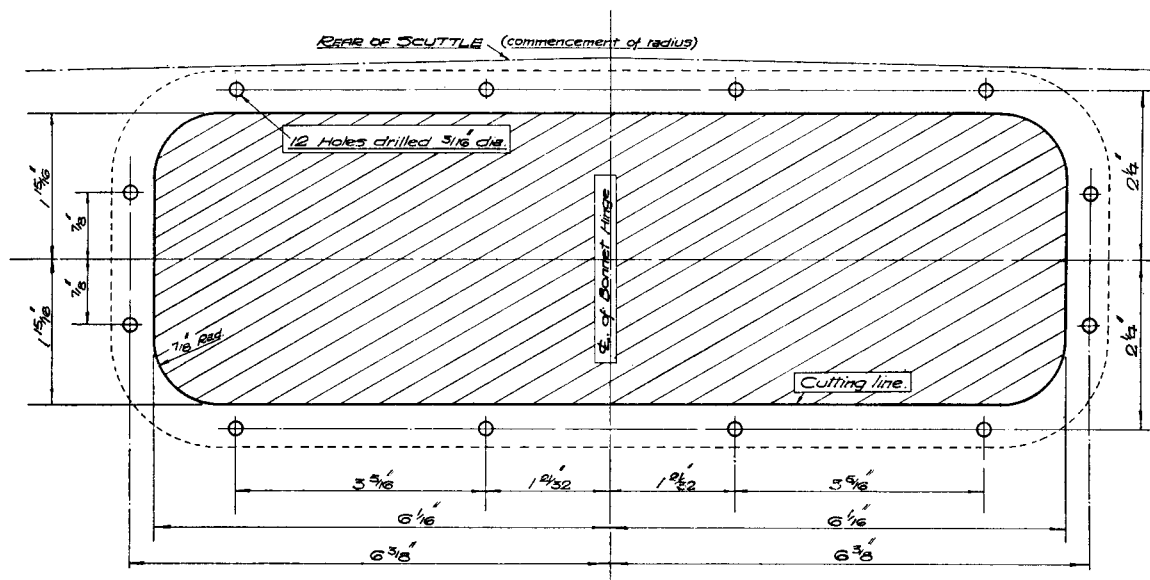 REAR OF SCUTTLE (commencement of radius)
12 Holes drilled 3/16" dia.
1 15/16"
7/8"
2 1/4"
℄. of Bonnet Hinge
7/8"
1 15/16"
2 1/4"
7/8" Rad.
Cutting line.
3 5/16" 1 21/32" 1 21/32" 3 5/16"
6 1/16" 6 1/16"
6 3/8" 6 3/8"